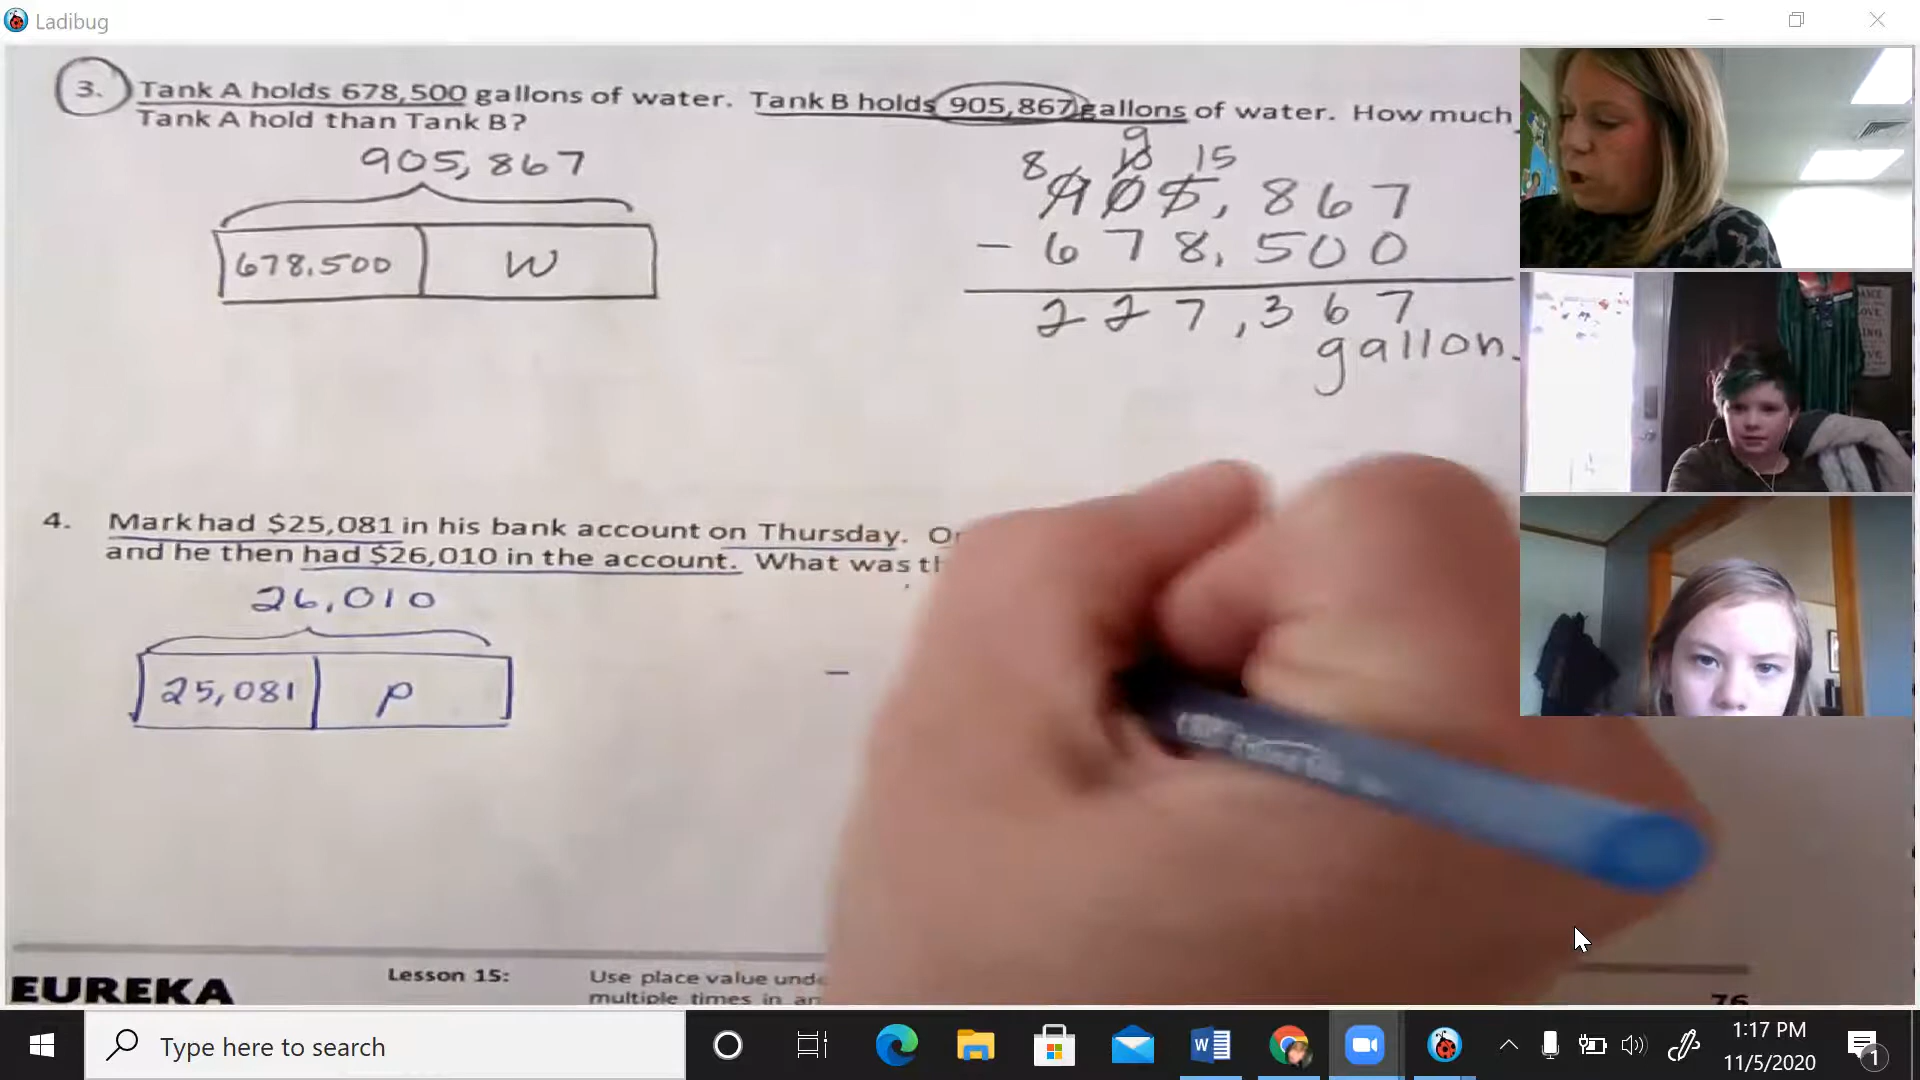 Ladibug
3. Tank A holds 678,500 gallons of water. Tank B holds 905,867 gallons of water. How much
Tank A hold than Tank B?
905,867
678,500 W
9
8 10 15
905,867
- 678,500
227,367
gallon
4. Mark had $25,081 in his bank account on Thursday.
and he then had $26,010 in the account. What was
26,010
25,081 p
-
EUREKA
Lesson 15: Use place value
multiple times in an
76
Type here to search
1:17 PM
11/5/2020
1